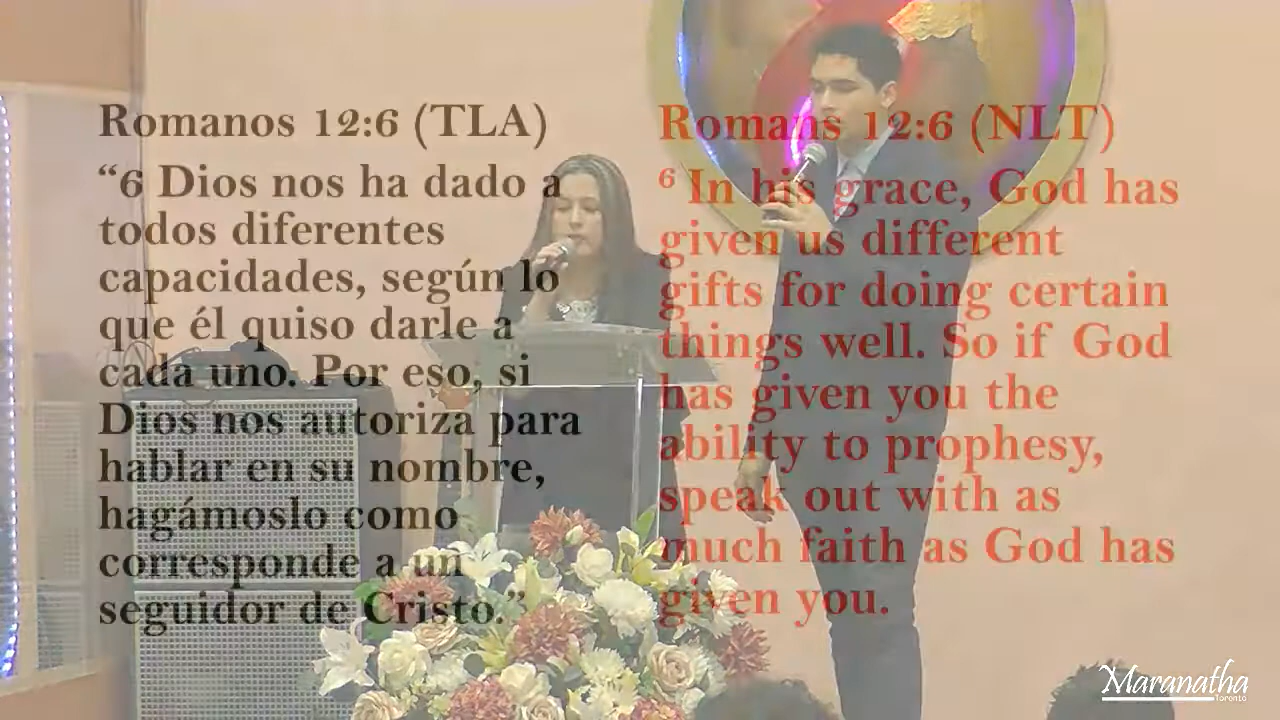 Romanos 12:6 (TLA)
“6 Dios nos ha dado a
todos diferentes
capacidades, según lo
que él quiso darle a
cada uno. Por eso, si
Dios nos autoriza para
hablar en su nombre,
hagámoslo como
corresponde a un
seguidor de Cristo.”
Romans 12:6 (NLT)
⁶ In his grace, God has
given us different
gifts for doing certain
things well. So if God
has given you the
ability to prophesy,
speak out with as
much faith as God has
given you.
Maranatha
Toronto